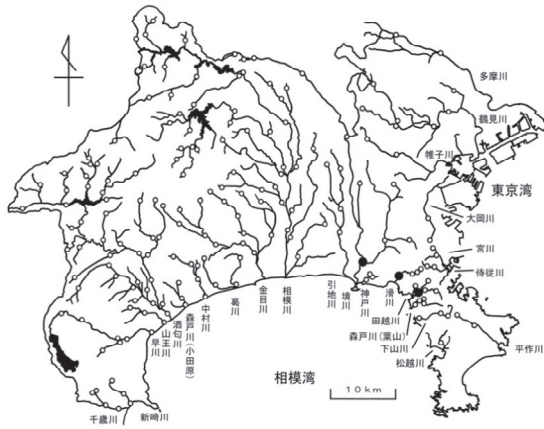 多摩川
鶴見川
帷子川
東京湾
大岡川
宮川
侍従川
平作川
千歳川
新崎川
早川
山王川
酒匂川
森戸川(小田原)
中村川
葛川
金目川
相模川
引地川
境川
神戸川
滑川
田越川
森戸川(葉山)
下山川
松越川
相模湾
10km